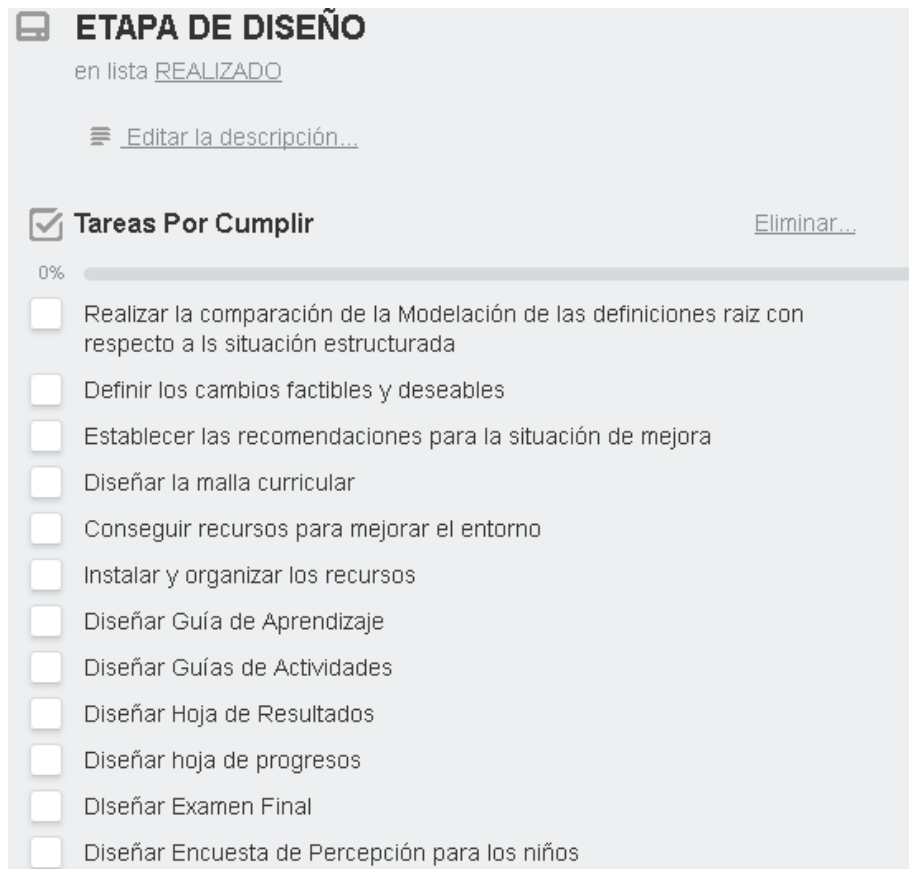 ETAPA DE DISEÑO
en lista REALIZADO
Editar la descripción...
Tareas Por Cumplir
Eliminar...
0%
Realizar la comparación de la Modelación de las definiciones raiz con
respecto a ls situación estructurada
Definir los cambios factibles y deseables
Establecer las recomendaciones para la situación de mejora
Diseñar la malla curricular
Conseguir recursos para mejorar el entorno
Instalar y organizar los recursos
Diseñar Guía de Aprendizaje
Diseñar Guías de Actividades
Diseñar Hoja de Resultados
Diseñar hoja de progresos
DIseñar Examen Final
Diseñar Encuesta de Percepción para los niños